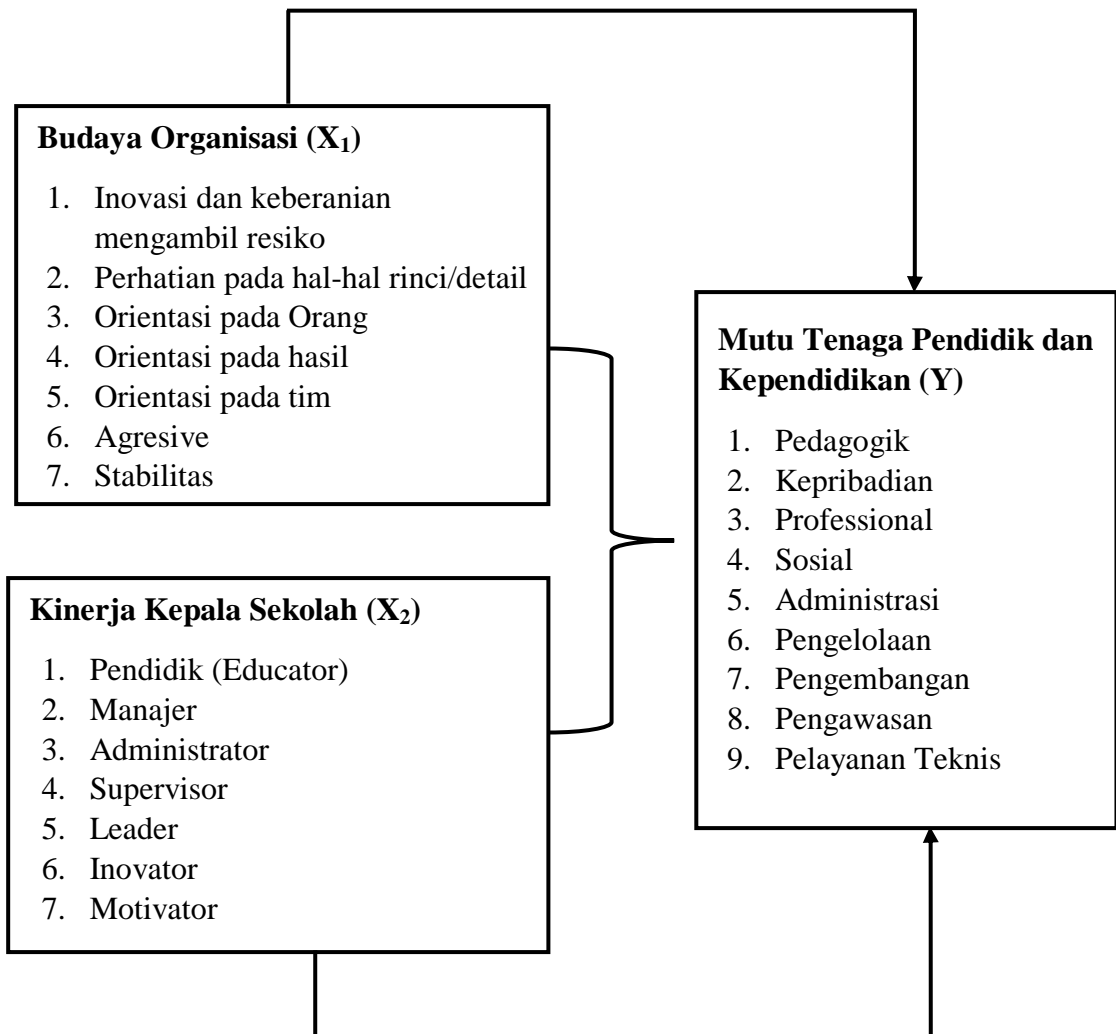 Budaya Organisasi (X₁)
1. Inovasi dan keberanian
mengambil resiko
2. Perhatian pada hal-hal rinci/detail
3. Orientasi pada Orang
4. Orientasi pada hasil
5. Orientasi pada tim
6. Agresive
7. Stabilitas
Kinerja Kepala Sekolah (X₂)
1. Pendidik (Educator)
2. Manajer
3. Administrator
4. Supervisor
5. Leader
6. Inovator
7. Motivator
Mutu Tenaga Pendidik dan
Kependidikan (Y)
1. Pedagogik
2. Kepribadian
3. Professional
4. Sosial
5. Administrasi
6. Pengelolaan
7. Pengembangan
8. Pengawasan
9. Pelayanan Teknis